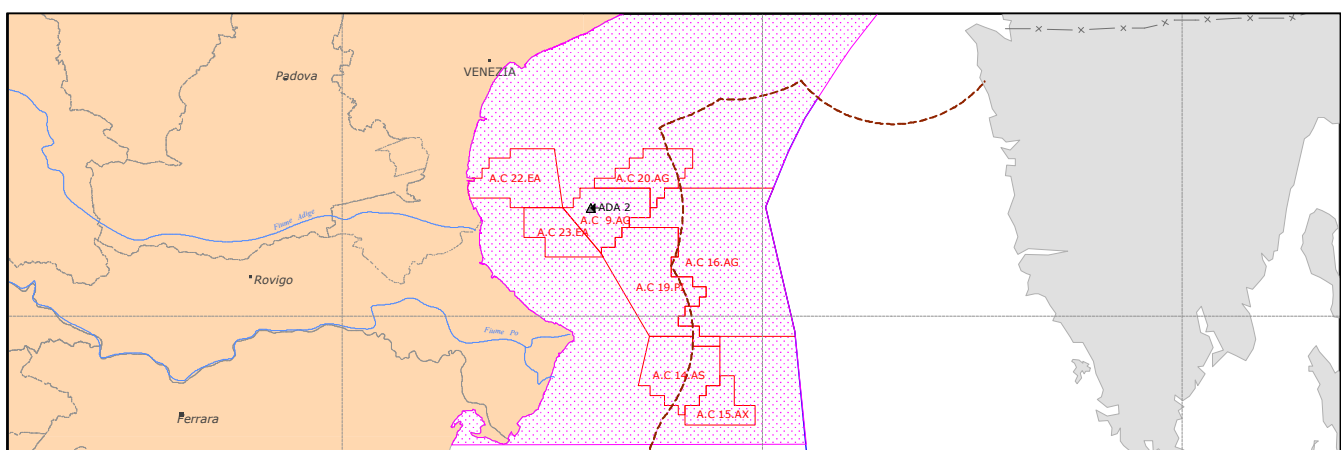 VENEZIA
Padova
A.C 22.EA
A.C 20.AG
ADA 2
Fiume Adige
A.C 9.AG
A.C 23.EA
A.C 16.AG
Rovigo
A.C 19.P
Fiume Po
A.C 14.AS
A.C 15.AX
Ferrara